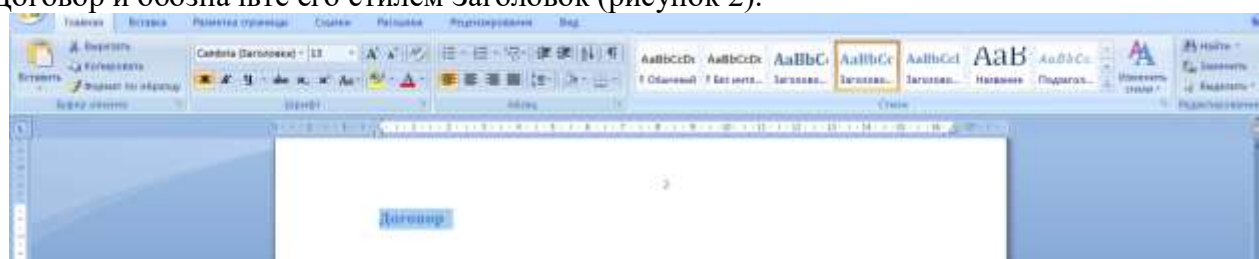 Договор и обозначьте его стилем Заголовок (рисунок 2).
Главная Вставка Разметка страницы Ссылки Рассылки Рецензирование Вид
Вставить
Вырезать
Копировать
Формат по образцу
Буфер обмена
Cambria (Заголовки) 13
Шрифт
Абзац
AaBbCcDc AaBbCcDc AaBbC AaBbCc AaBbCcI AaB AaBbCc
¶ Обычный ¶ Без инте... Заголово... Заголово... Заголово... Название Подзагол...
Изменить стили
Стили
Найти
Заменить
Выделить
Редактирование
2
Договор